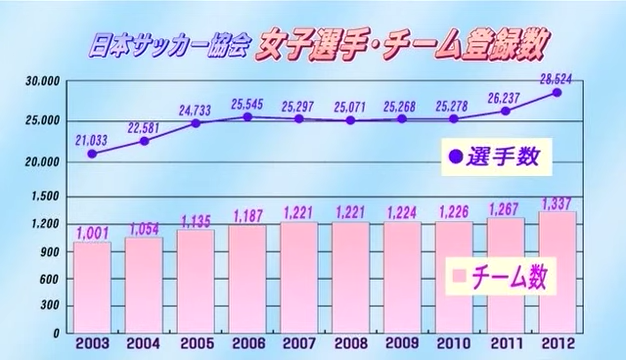 日本サッカー協会 女子選手・チーム登録数
30,000
28,524
25,545 25,297 25,071 25,268 25,278 26,237
24,733
22,581
21,033
25,000
選手数
20,000
1,500
1,337
1,001 1,054 1,135 1,187 1,221 1,221 1,224 1,226 1,267
1,200
900
チーム数
600
300
0
2003 2004 2005 2006 2007 2008 2009 2010 2011 2012